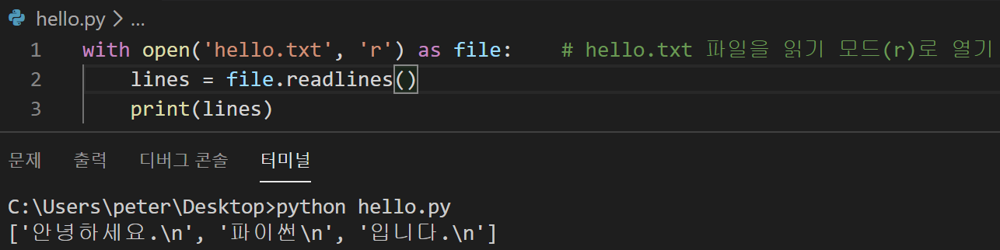 hello.py > ...
1 with open('hello.txt', 'r') as file:    # hello.txt 파일을 읽기 모드(r)로 열기
2     lines = file.readlines()
3     print(lines)
문제 출력 디버그 콘솔 터미널
C:\Users\peter\Desktop>python hello.py
['안녕하세요.\n', '파이썬\n', '입니다.\n']